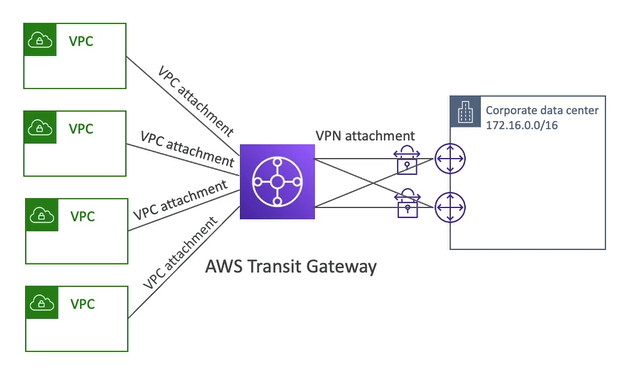 VPC
VPC attachment
VPC
VPC attachment
VPC
VPC attachment
VPC
VPC attachment
AWS Transit Gateway
VPN attachment
Corporate data center
172.16.0.0/16